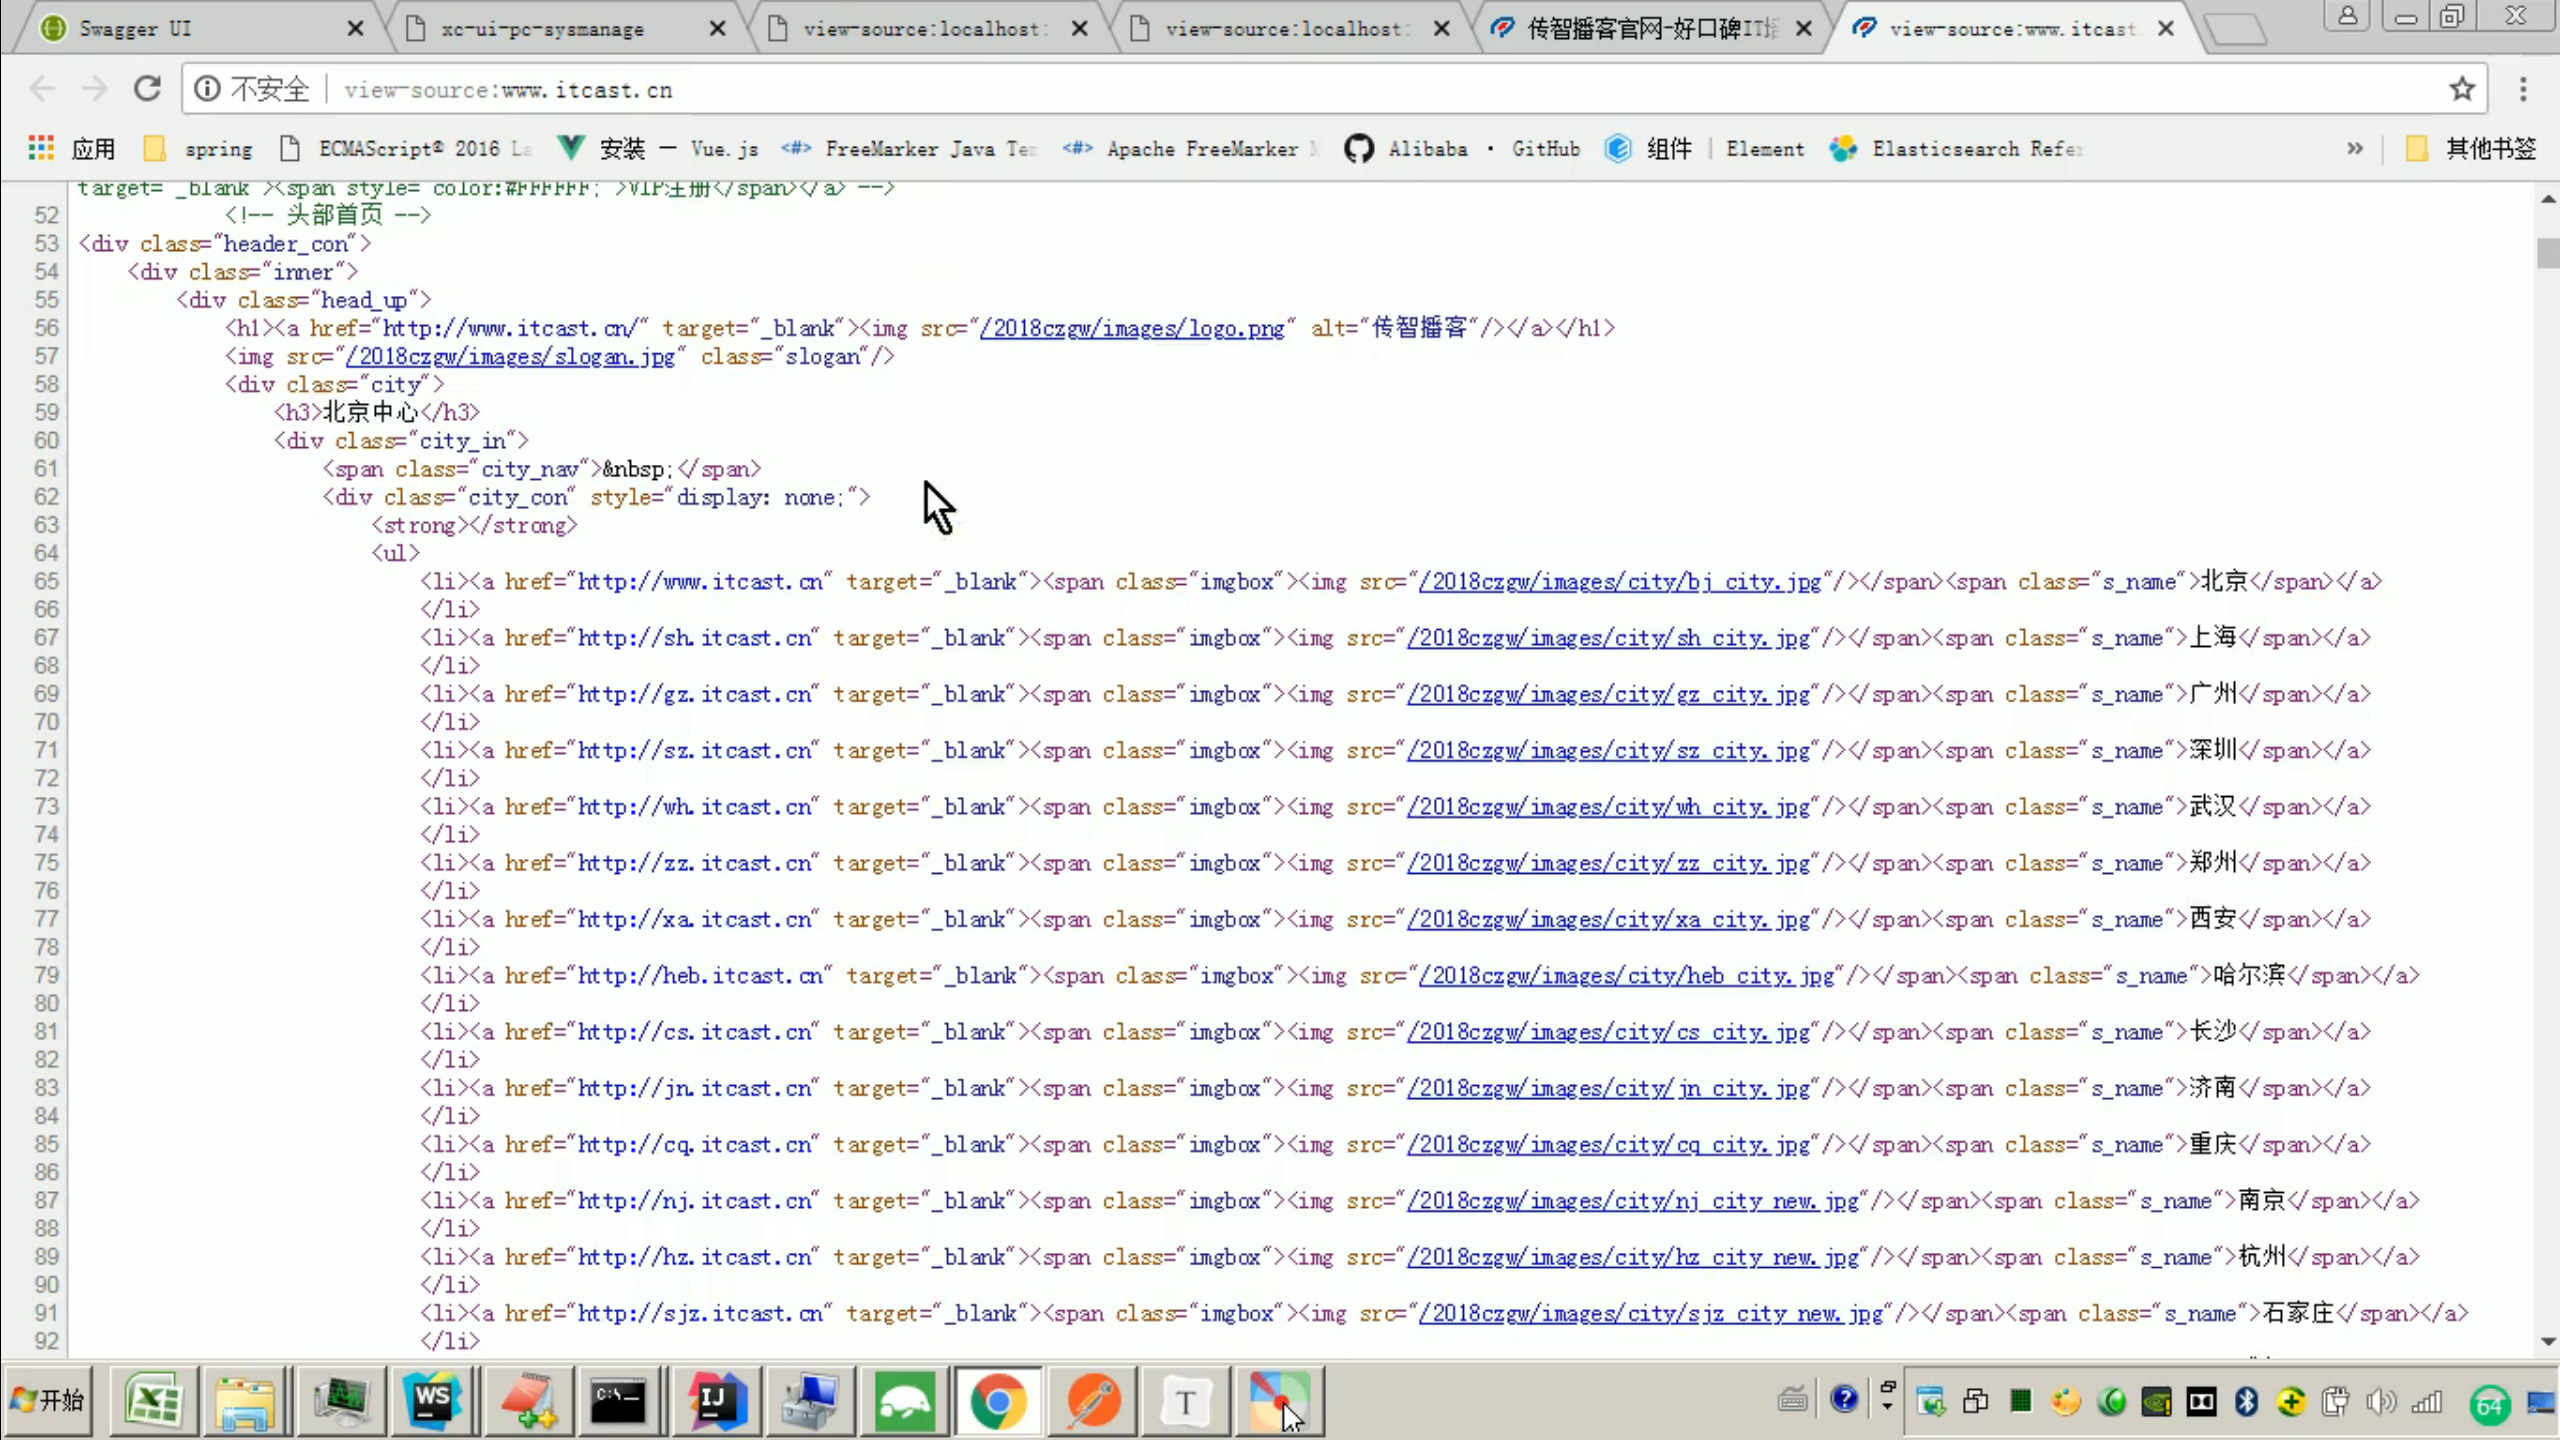 Swagger UI
xc-ui-pc-sysmanage
view-source:localhost:
view-source:localhost:
传智播客官网-好口碑IT培
view-source:www.itcast.
不安全 view-source:www.itcast.cn
应用 spring ECMAScript® 2016 La 安装 — Vue.js FreeMarker Java Te Apache FreeMarker Alibaba · GitHub 组件 | Element Elasticsearch Refer » 其他书签
target="_blank"><span style="color:#FFFFFF;">VIP注册</span></a> -->
52 <!-- 头部首页 -->
53 <div class="header_con">
54 <div class="inner">
55 <div class="head_up">
56 <h1><a href="http://www.itcast.cn/" target="_blank"><img src="/2018czgw/images/logo.png" alt="传智播客"/></a></h1>
57 <img src="/2018czgw/images/slogan.jpg" class="slogan"/>
58 <div class="city">
59 <h3>北京中心</h3>
60 <div class="city_in">
61 <span class="city_nav">&nbsp;</span>
62 <div class="city_con" style="display: none;">
63 <strong></strong>
64 <ul>
65 <li><a href="http://www.itcast.cn" target="_blank"><span class="imgbox"><img src="/2018czgw/images/city/bj_city.jpg"/></span><span class="s_name">北京</span></a>
66 </li>
67 <li><a href="http://sh.itcast.cn" target="_blank"><span class="imgbox"><img src="/2018czgw/images/city/sh_city.jpg"/></span><span class="s_name">上海</span></a>
68 </li>
69 <li><a href="http://gz.itcast.cn" target="_blank"><span class="imgbox"><img src="/2018czgw/images/city/gz_city.jpg"/></span><span class="s_name">广州</span></a>
70 </li>
71 <li><a href="http://sz.itcast.cn" target="_blank"><span class="imgbox"><img src="/2018czgw/images/city/sz_city.jpg"/></span><span class="s_name">深圳</span></a>
72 </li>
73 <li><a href="http://wh.itcast.cn" target="_blank"><span class="imgbox"><img src="/2018czgw/images/city/wh_city.jpg"/></span><span class="s_name">武汉</span></a>
74 </li>
75 <li><a href="http://zz.itcast.cn" target="_blank"><span class="imgbox"><img src="/2018czgw/images/city/zz_city.jpg"/></span><span class="s_name">郑州</span></a>
76 </li>
77 <li><a href="http://xa.itcast.cn" target="_blank"><span class="imgbox"><img src="/2018czgw/images/city/xa_city.jpg"/></span><span class="s_name">西安</span></a>
78 </li>
79 <li><a href="http://heb.itcast.cn" target="_blank"><span class="imgbox"><img src="/2018czgw/images/city/heb_city.jpg"/></span><span class="s_name">哈尔滨</span></a>
80 </li>
81 <li><a href="http://cs.itcast.cn" target="_blank"><span class="imgbox"><img src="/2018czgw/images/city/cs_city.jpg"/></span><span class="s_name">长沙</span></a>
82 </li>
83 <li><a href="http://jn.itcast.cn" target="_blank"><span class="imgbox"><img src="/2018czgw/images/city/jn_city.jpg"/></span><span class="s_name">济南</span></a>
84 </li>
85 <li><a href="http://cq.itcast.cn" target="_blank"><span class="imgbox"><img src="/2018czgw/images/city/cq_city.jpg"/></span><span class="s_name">重庆</span></a>
86 </li>
87 <li><a href="http://nj.itcast.cn" target="_blank"><span class="imgbox"><img src="/2018czgw/images/city/nj_city_new.jpg"/></span><span class="s_name">南京</span></a>
88 </li>
89 <li><a href="http://hz.itcast.cn" target="_blank"><span class="imgbox"><img src="/2018czgw/images/city/hz_city_new.jpg"/></span><span class="s_name">杭州</span></a>
90 </li>
91 <li><a href="http://sjz.itcast.cn" target="_blank"><span class="imgbox"><img src="/2018czgw/images/city/sjz_city_new.jpg"/></span><span class="s_name">石家庄</span></a>
92 </li>
开始 WS C:\ IJ T 64